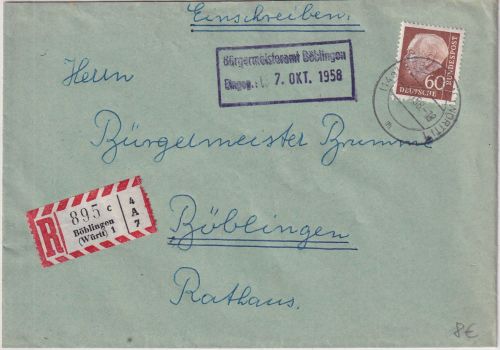 Einschreiben.
Bürgermeisteramt Böblingen
Eingeg.: 7. OKT. 1958
60
DEUTSCHE
BUNDESPOST
Herrn
Bürgermeister Brumme
R
895 c
Böblingen
(Württ) 1
4
A
7
Böblingen
Rathaus.
8€